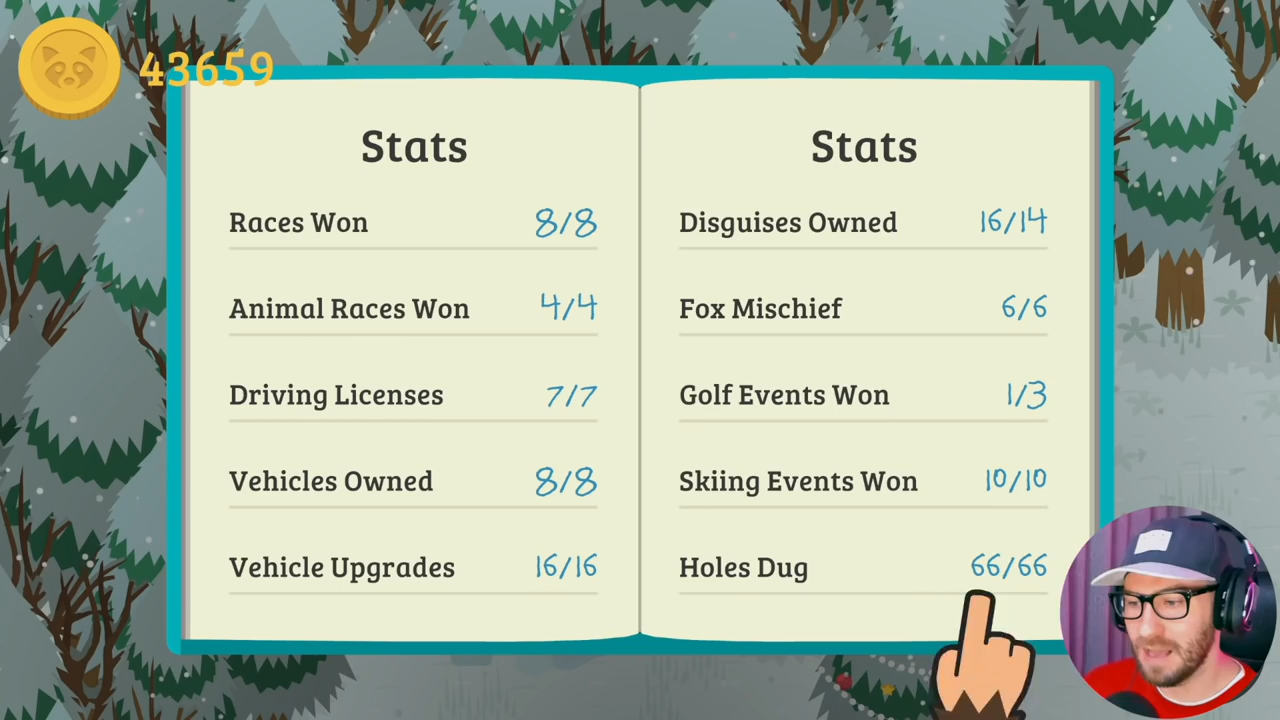 43659
Stats
Races Won 8/8
Animal Races Won 4/4
Driving Licenses 7/7
Vehicles Owned 8/8
Vehicle Upgrades 16/16
Stats
Disguises Owned 16/14
Fox Mischief 6/6
Golf Events Won 1/3
Skiing Events Won 10/10
Holes Dug 66/66